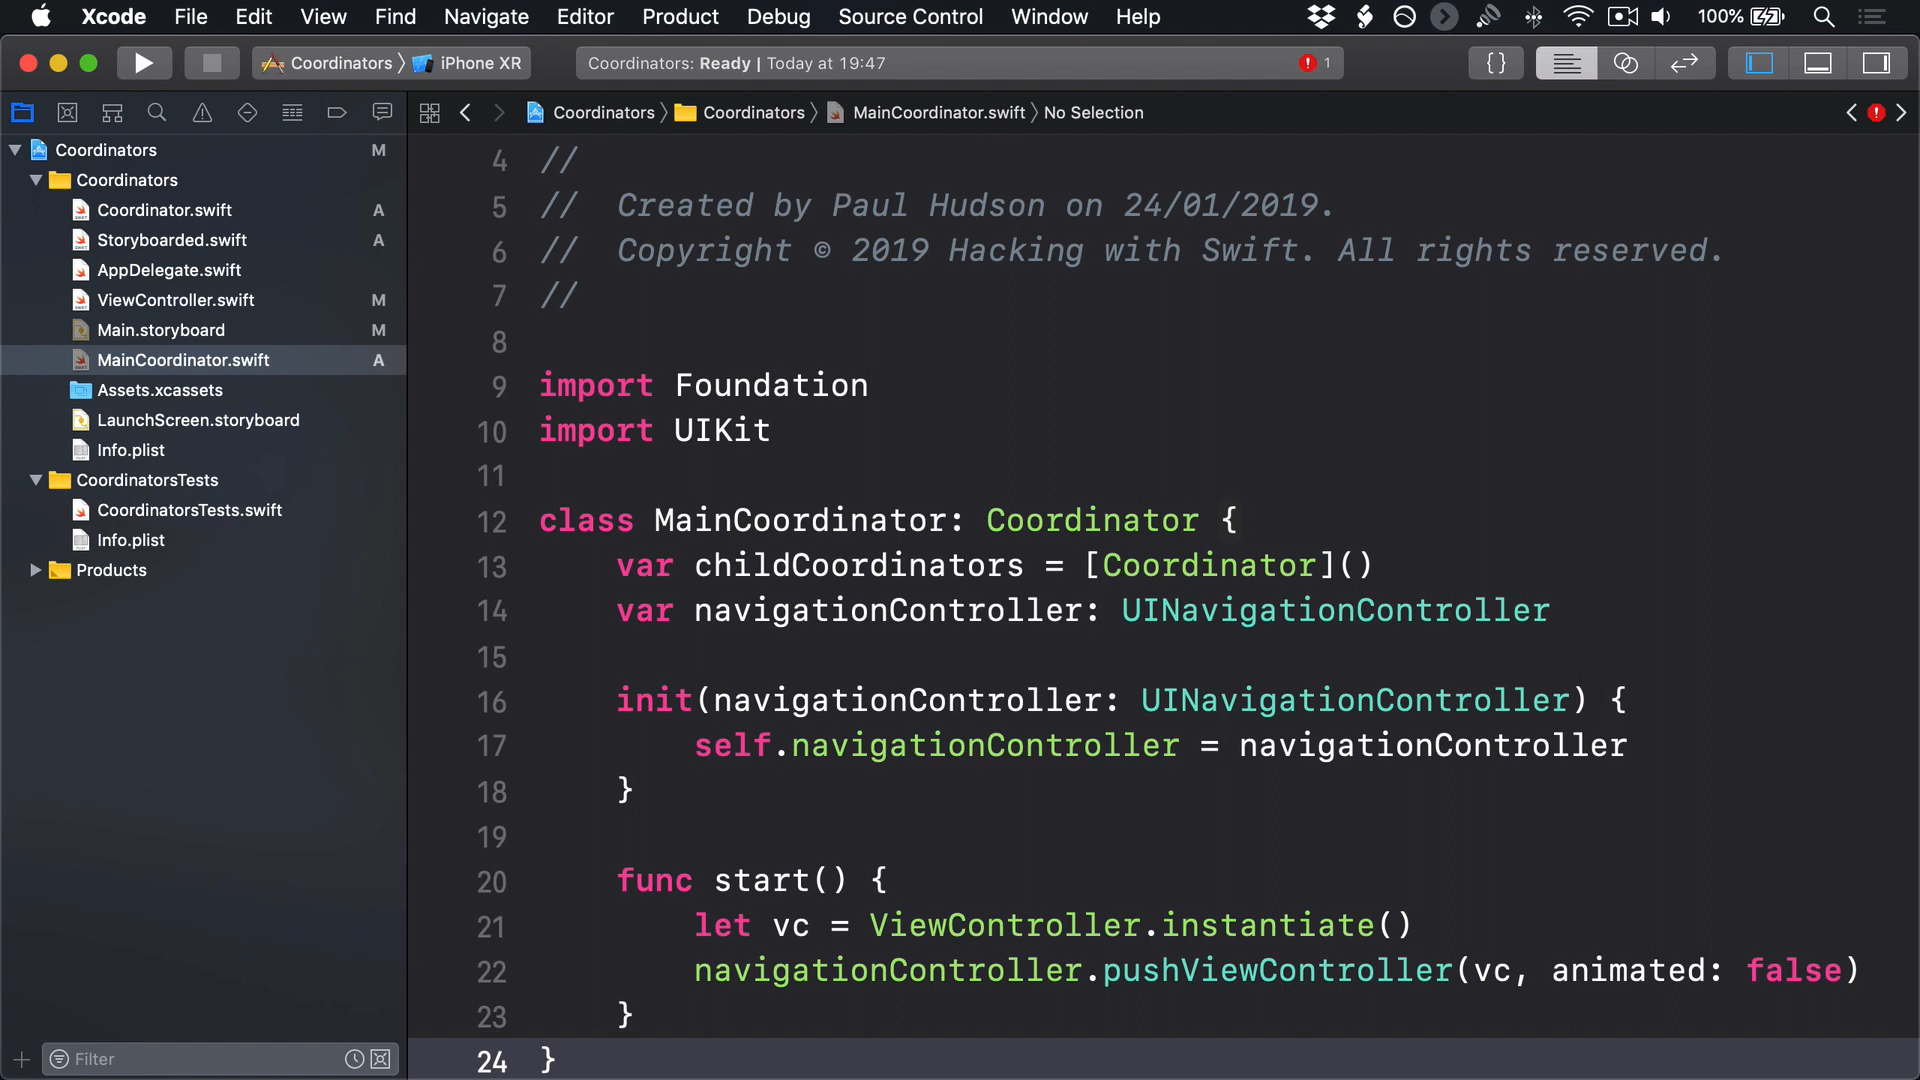 Xcode File Edit View Find Navigate Editor Product Debug Source Control Window Help 100%
Coordinators iPhone XR Coordinators: Ready | Today at 19:47 1
Coordinators Coordinators MainCoordinator.swift No Selection
Coordinators M
Coordinators
Coordinator.swift A
Storyboarded.swift A
AppDelegate.swift
ViewController.swift M
Main.storyboard M
MainCoordinator.swift A
Assets.xcassets
LaunchScreen.storyboard
Info.plist
CoordinatorsTests
CoordinatorsTests.swift
Info.plist
Products
Filter
4 //
5 //  Created by Paul Hudson on 24/01/2019.
6 //  Copyright © 2019 Hacking with Swift. All rights reserved.
7 //
8
9 import Foundation
10 import UIKit
11
12 class MainCoordinator: Coordinator {
13     var childCoordinators = [Coordinator]()
14     var navigationController: UINavigationController
15
16     init(navigationController: UINavigationController) {
17         self.navigationController = navigationController
18     }
19
20     func start() {
21         let vc = ViewController.instantiate()
22         navigationController.pushViewController(vc, animated: false)
23     }
24 }